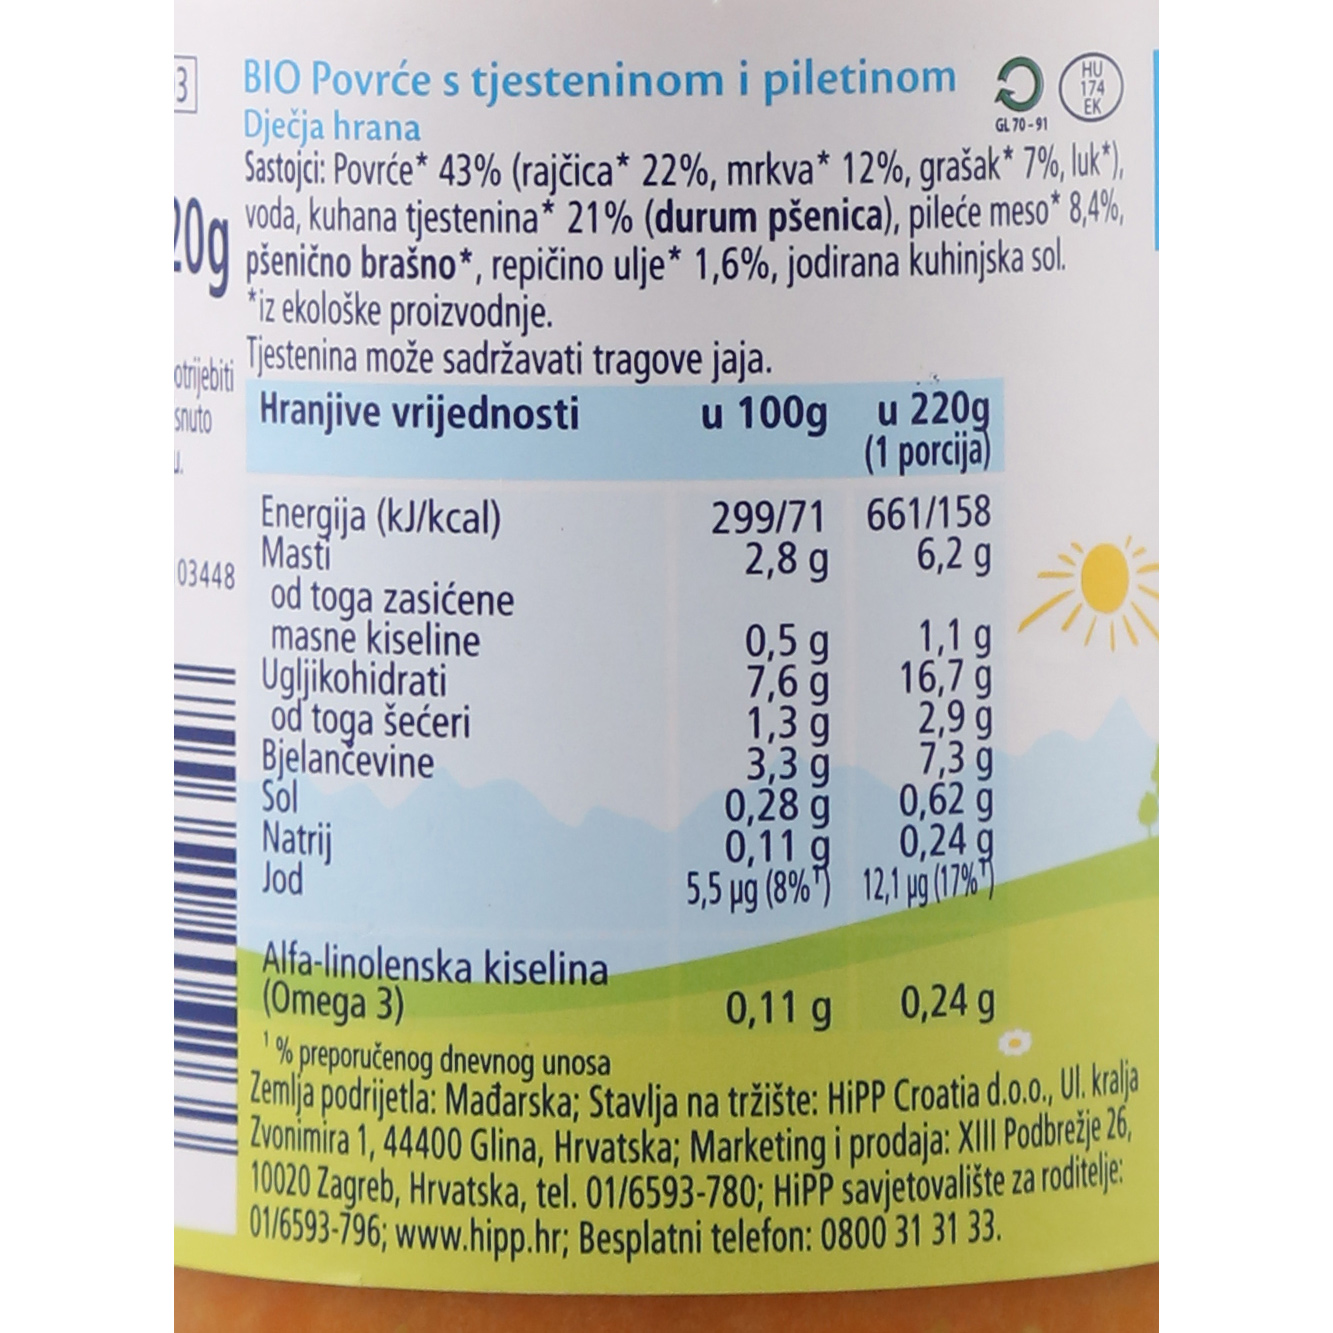 3
BIO Povrće s tjesteninom i piletinom
HU
174
EK
Dječja hrana
GL 70-91
Sastojci: Povrće* 43% (rajčica* 22%, mrkva* 12%, grašak* 7%, luk*),
voda, kuhana tjestenina* 21% (durum pšenica), pileće meso* 8,4%,
20g
pšenično brašno*, repičino ulje* 1,6%, jodirana kuhinjska sol.
*iz ekološke proizvodnje.
Tjestenina može sadržavati tragove jaja.
otrijebiti
snuto
u.
Hranjive vrijednosti u 100g u 220g
(1 porcija)
Energija (kJ/kcal) 299/71 661/158
Masti 2,8 g 6,2 g
03448
od toga zasićene
masne kiseline 0,5 g 1,1 g
Ugljikohidrati 7,6 g 16,7 g
od toga šećeri 1,3 g 2,9 g
Bjelančevine 3,3 g 7,3 g
Sol 0,28 g 0,62 g
Natrij 0,11 g 0,24 g
Jod 5,5 µg (8%¹) 12,1 µg (17%¹)
Alfa-linolenska kiselina
(Omega 3) 0,11 g 0,24 g
¹ % preporučenog dnevnog unosa
Zemlja podrijetla: Mađarska; Stavlja na tržište: HiPP Croatia d.o.o., Ul. kralja
Zvonimira 1, 44400 Glina, Hrvatska; Marketing i prodaja: XIII Podbrežje 26,
10020 Zagreb, Hrvatska, tel. 01/6593-780; HiPP savjetovalište za roditelje:
01/6593-796; www.hipp.hr; Besplatni telefon: 0800 31 31 33.